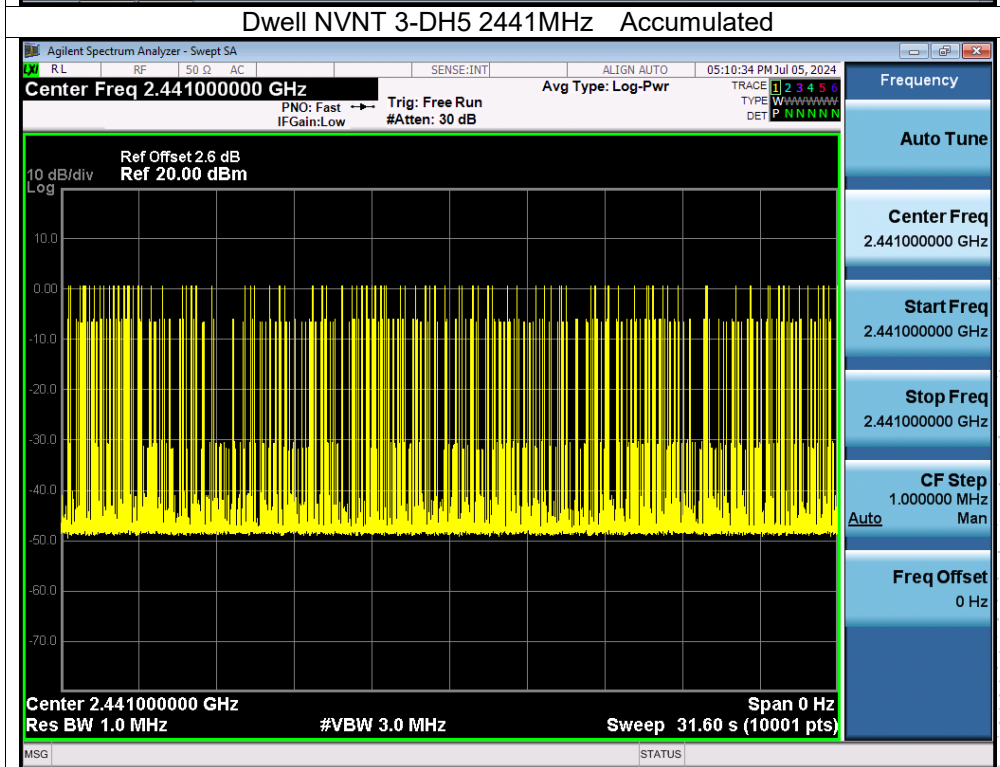 Dwell NVNT 3-DH5 2441MHz Accumulated
Agilent Spectrum Analyzer - Swept SA
LXI RL RF 50 Ω AC SENSE:INT ALIGN AUTO 05:10:34 PM Jul 05, 2024
Center Freq 2.441000000 GHz
PNO: Fast
IFGain:Low
Trig: Free Run
#Atten: 30 dB
Avg Type: Log-Pwr
TRACE 1 2 3 4 5 6
TYPE WWWWWW
DET P N N N N N
Ref Offset 2.6 dB
10 dB/div Ref 20.00 dBm
Log
10.0
0.00
-10.0
-20.0
-30.0
-40.0
-50.0
-60.0
-70.0
Center 2.441000000 GHz Span 0 Hz
Res BW 1.0 MHz #VBW 3.0 MHz Sweep 31.60 s (10001 pts)
MSG STATUS
Frequency
Auto Tune
Center Freq
2.441000000 GHz
Start Freq
2.441000000 GHz
Stop Freq
2.441000000 GHz
CF Step
1.000000 MHz
Auto Man
Freq Offset
0 Hz